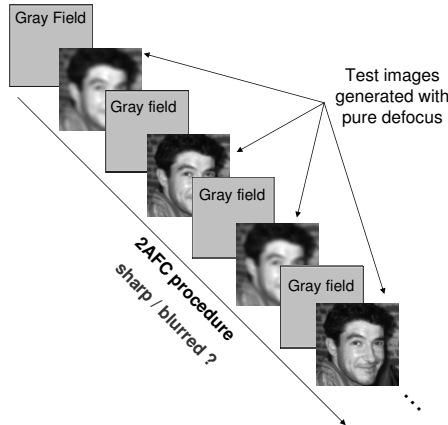 Gray Field
Gray field
Gray field
Gray field
Test images
generated with
pure defocus
2AFC procedure
sharp / blurred ?
...